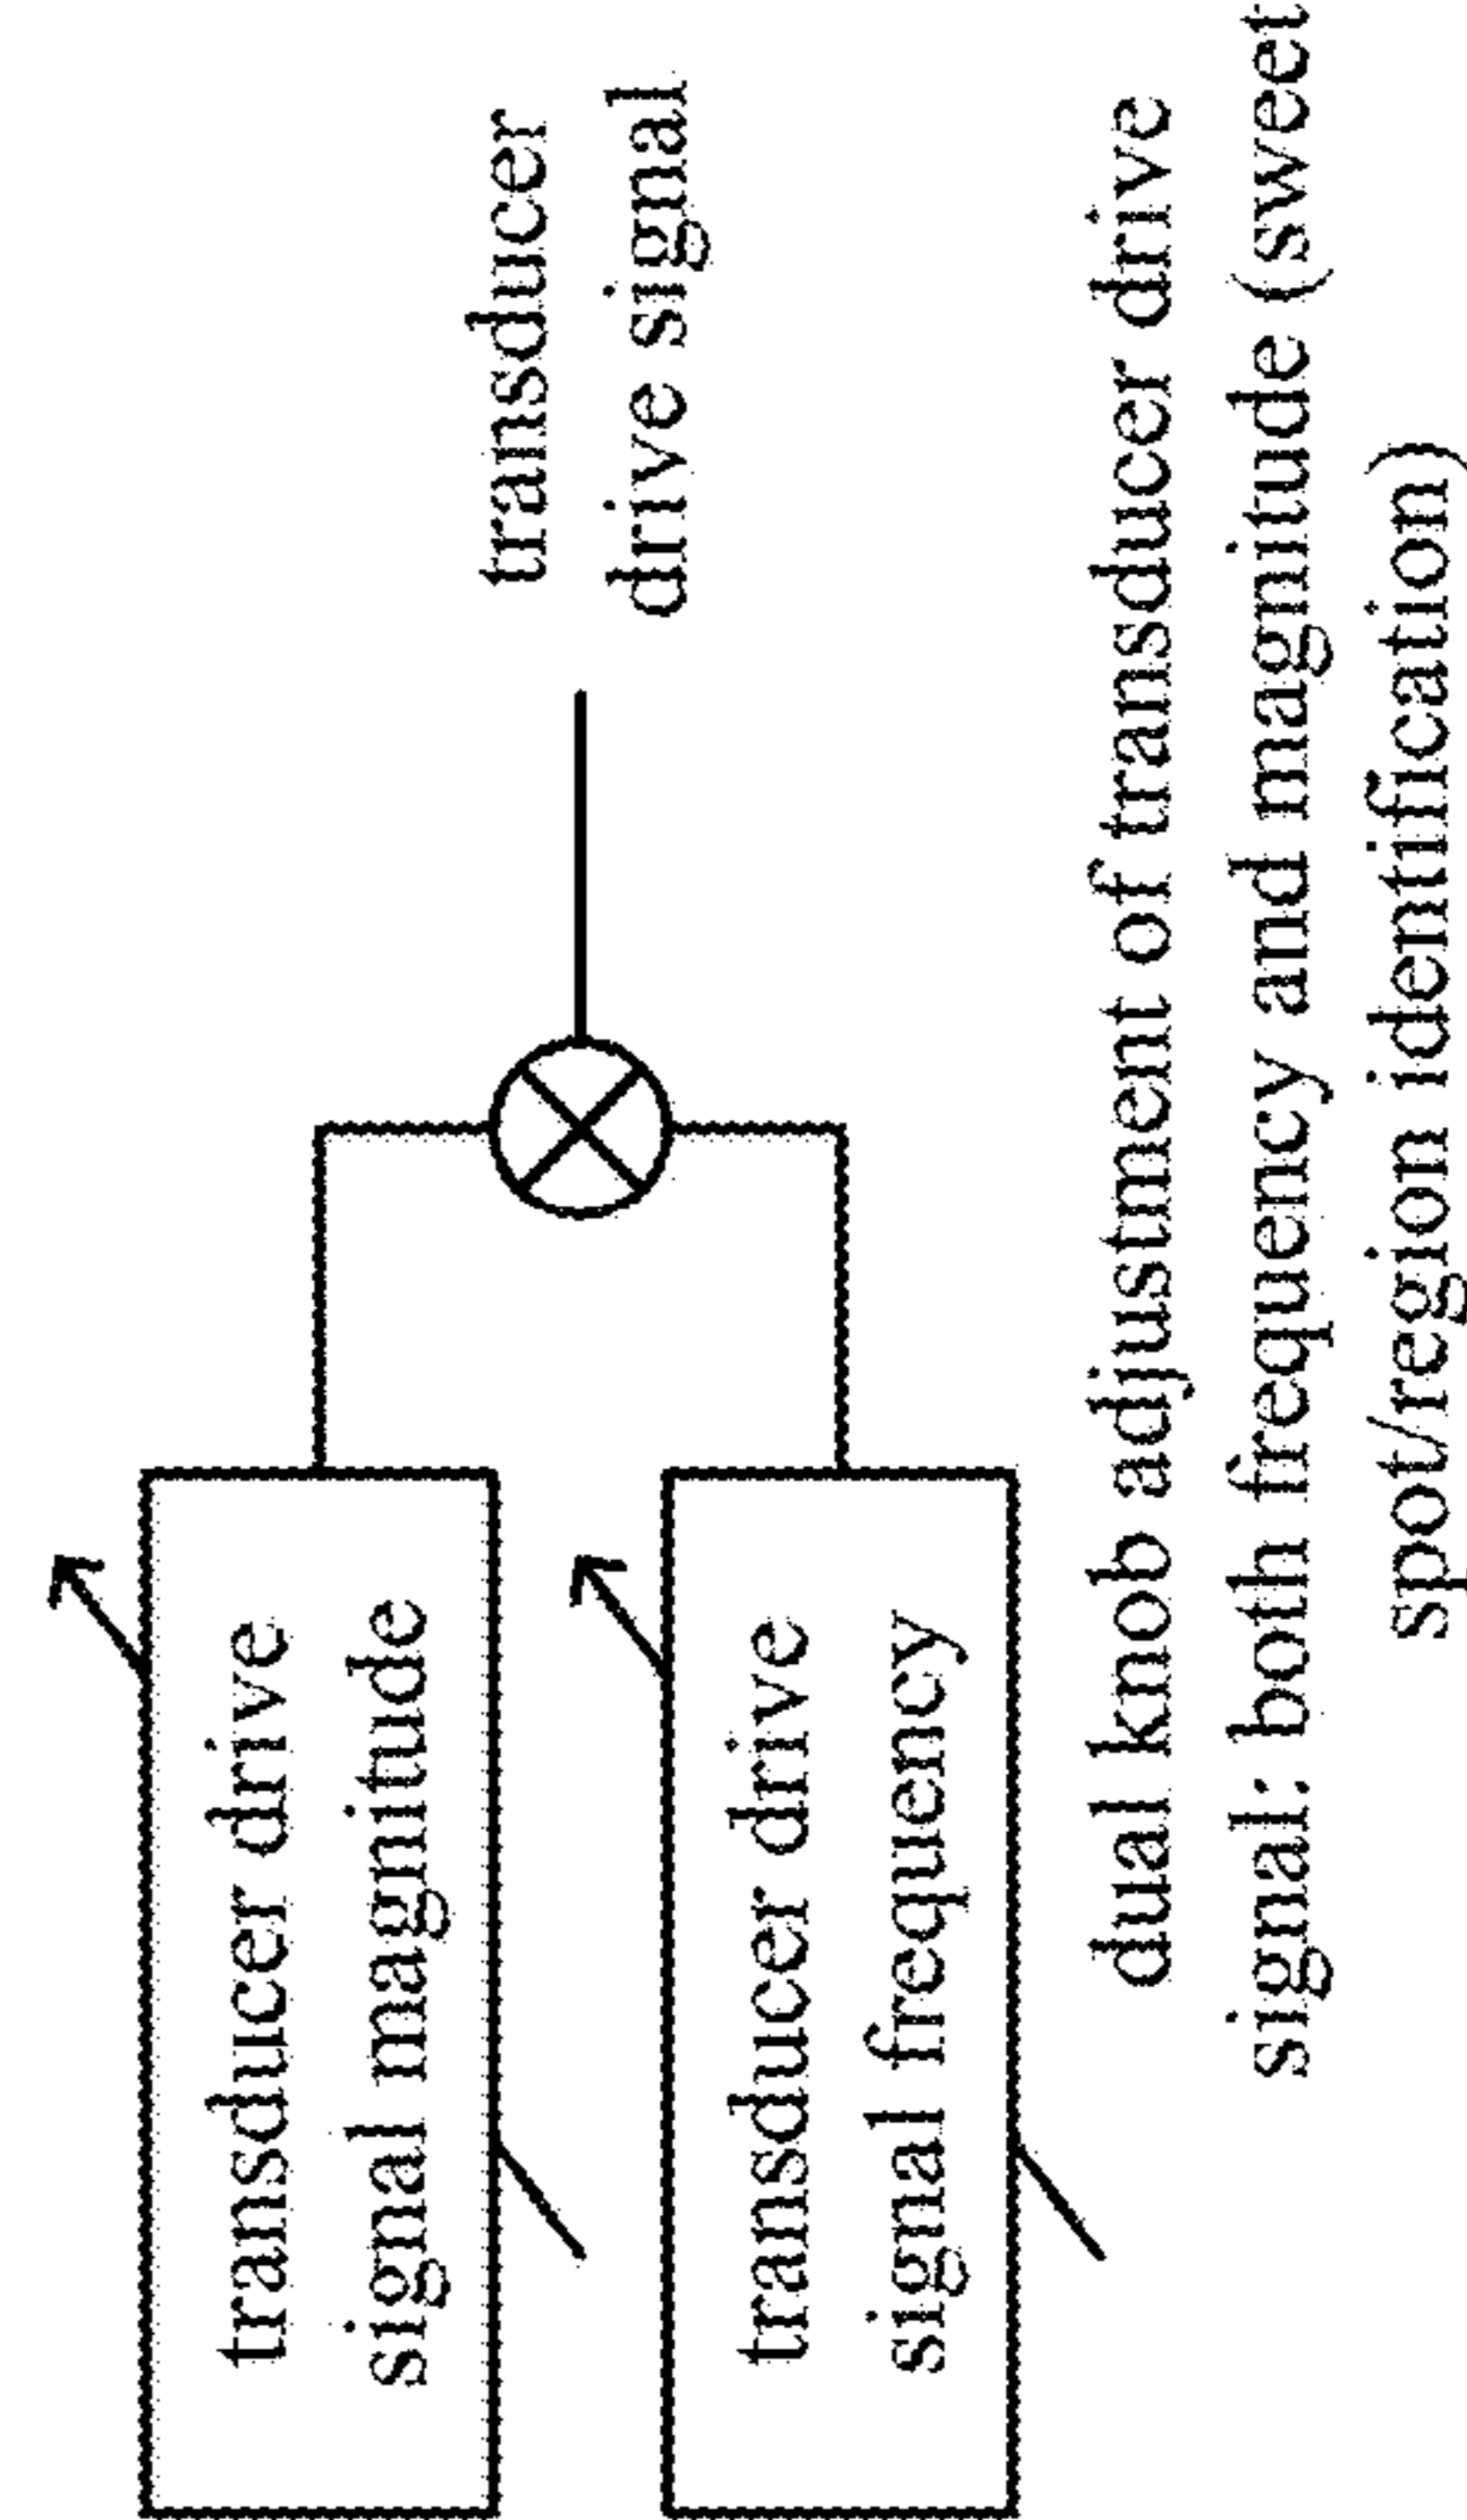 transducer drive
signal magnitude
transducer drive
signal frequency
transducer
drive signal
dual knob adjustment of transducer drive
signal: both frequency and magnitude (sweet
spot/region identification)